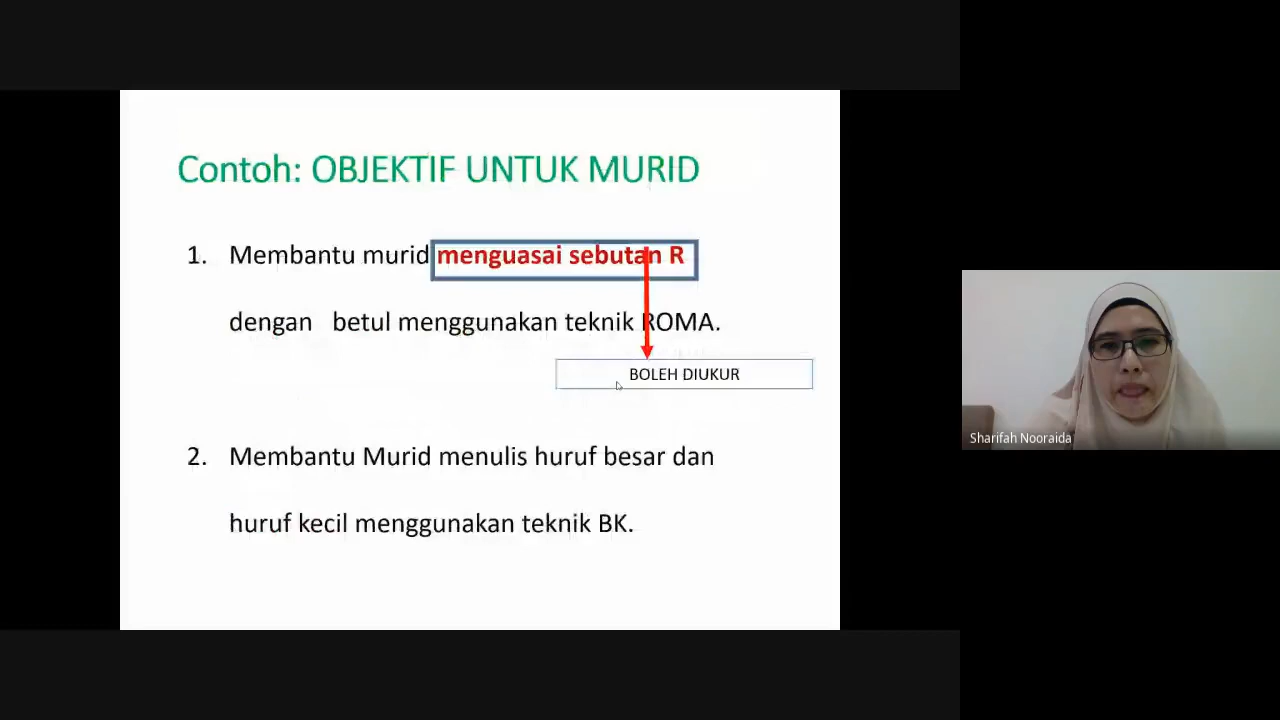 Contoh: OBJEKTIF UNTUK MURID
1. Membantu murid menguasai sebutan R
dengan betul menggunakan teknik ROMA.
BOLEH DIUKUR
2. Membantu Murid menulis huruf besar dan
huruf kecil menggunakan teknik BK.
Sharifah Nooraida